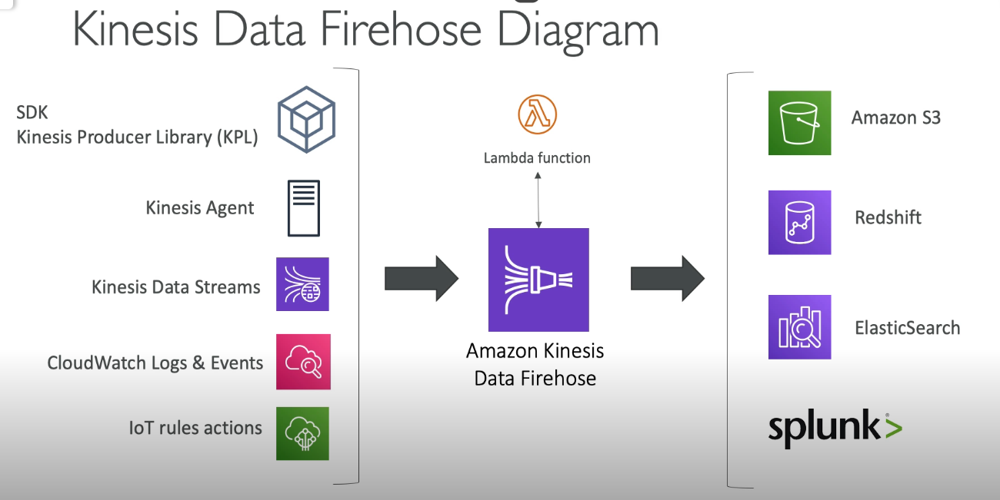 Kinesis Data Firehose Diagram
SDK
Kinesis Producer Library (KPL)
Kinesis Agent
Kinesis Data Streams
CloudWatch Logs & Events
IoT rules actions
Lambda function
Amazon Kinesis
Data Firehose
Amazon S3
Redshift
ElasticSearch
splunk>